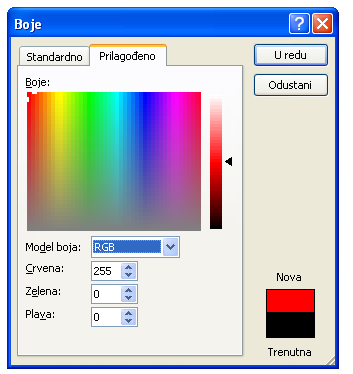 Boje
Standardno
Prilagođeno
U redu
Odustani
Boje:
Model boja: RGB
Crvena: 255
Zelena: 0
Plava: 0
Nova
Trenutna